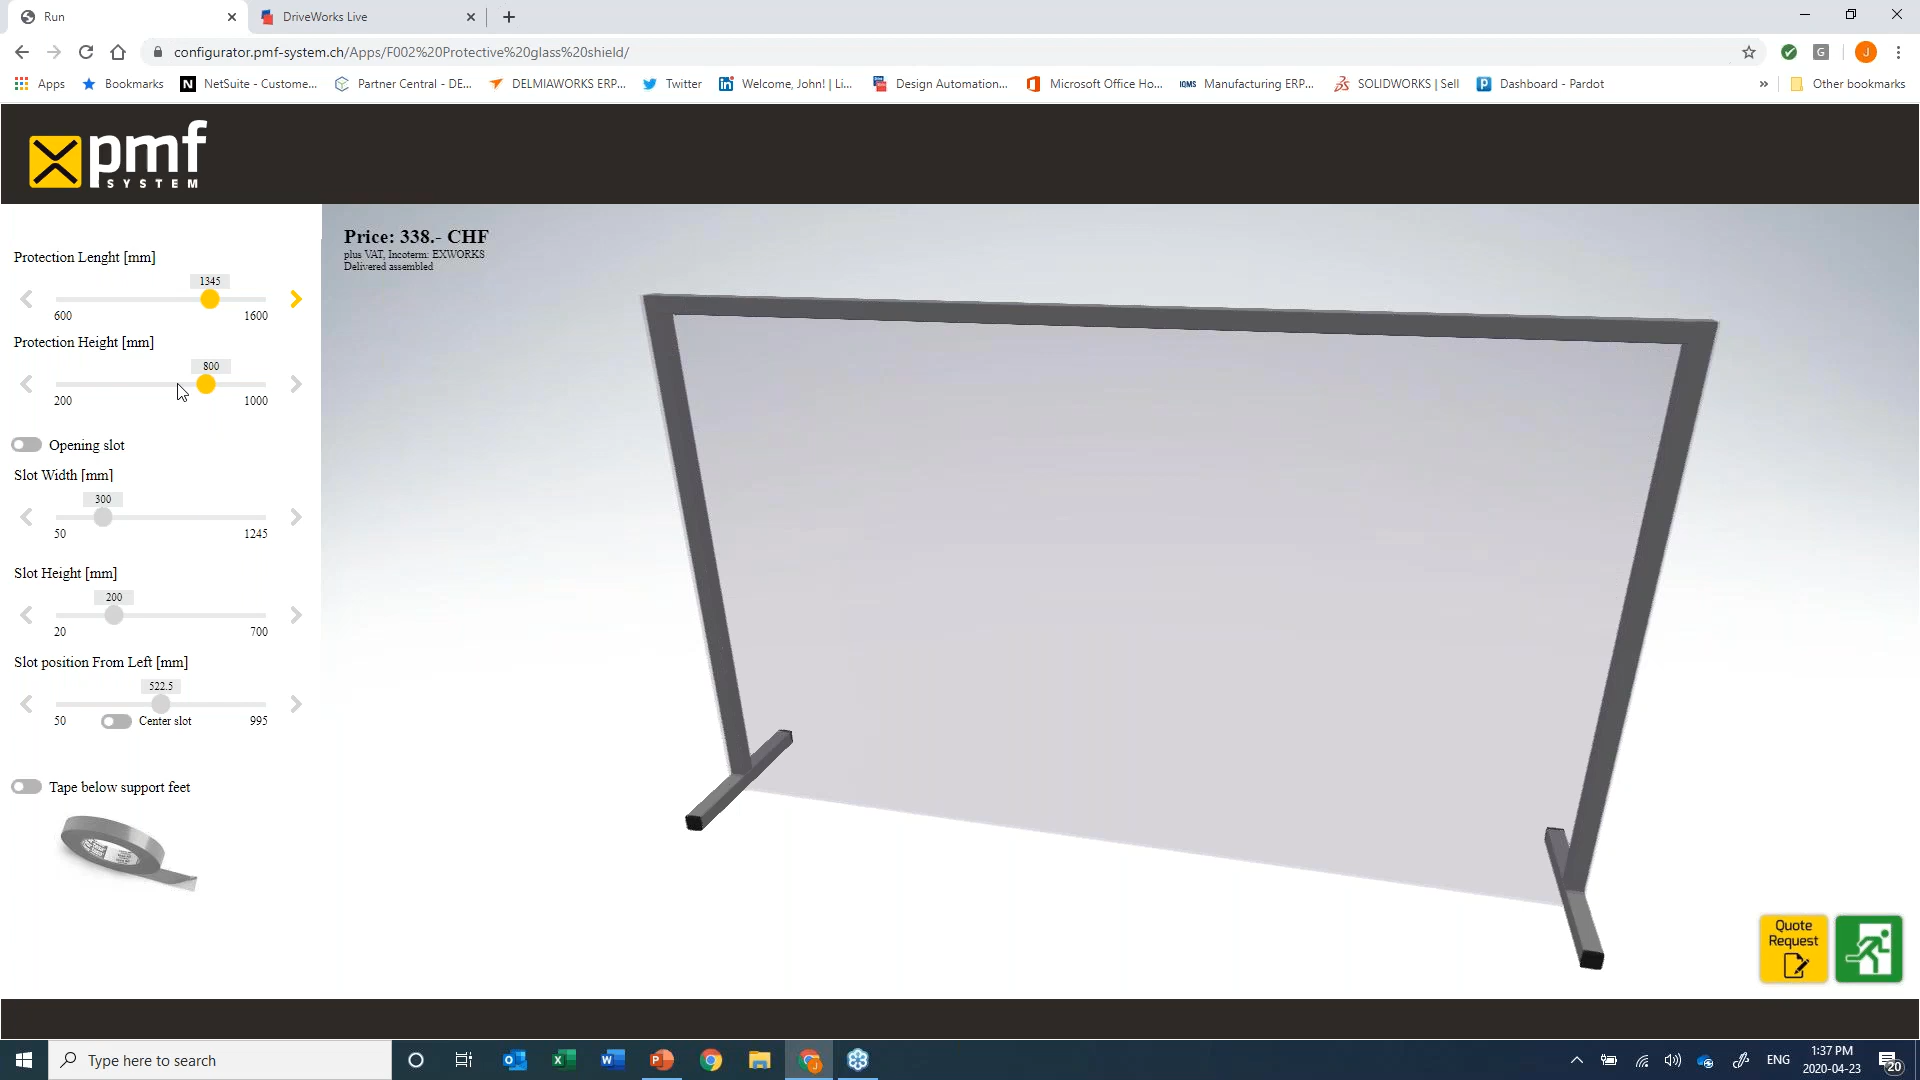 Run
DriveWorks Live
configurator.pmf-system.ch/Apps/F002%20Protective%20glass%20shield/
G
J
Apps
Bookmarks
N NetSuite - Custome...
Partner Central - DE...
DELMIAWORKS ERP...
Twitter
Welcome, John! | Li...
Design Automation...
Microsoft Office Ho...
IQMS Manufacturing ERP...
SOLIDWORKS | Sell
Dashboard - Pardot
»
Other bookmarks
pmf
SYSTEM
Price: 338.- CHF
plus VAT, Incoterm: EXWORKS
Delivered assembled
Protection Lenght [mm]
1345
600
1600
Protection Height [mm]
800
200
1000
Opening slot
Slot Width [mm]
300
50
1245
Slot Height [mm]
200
20
700
Slot position From Left [mm]
522.5
50
Center slot
995
Tape below support feet
Quote
Request
Type here to search
ENG
1:37 PM
2020-04-23
20